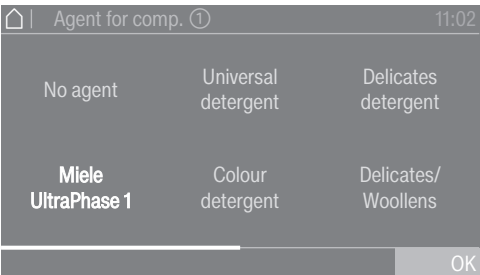 Agent for comp. ①
11:02
No agent
Universal
detergent
Delicates
detergent
Miele
UltraPhase 1
Colour
detergent
Delicates/
Woollens
OK